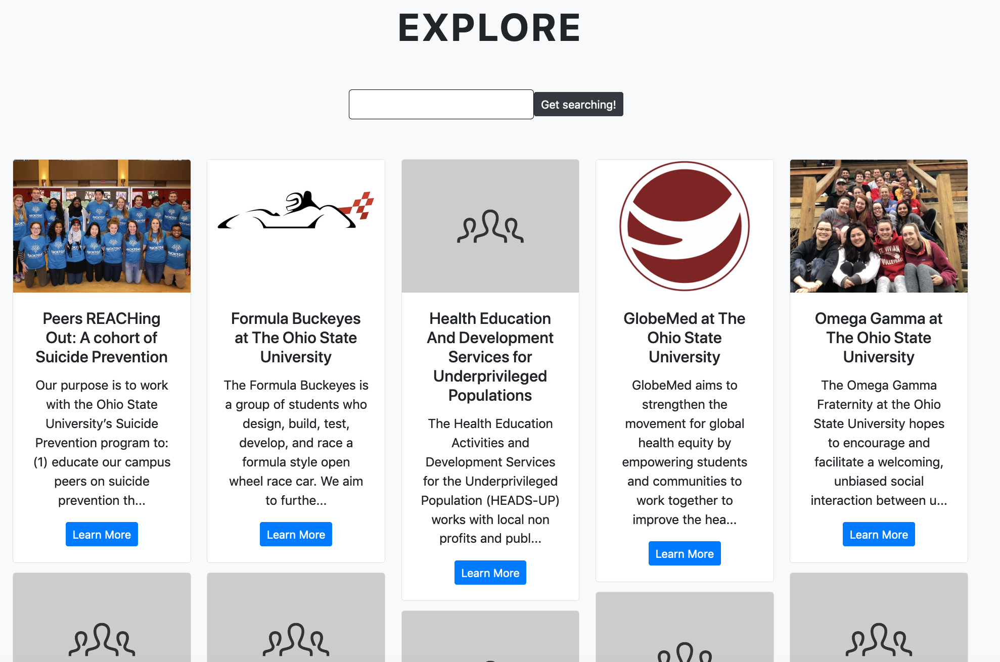 EXPLORE
Get searching!
Peers REACHing
Out: A cohort of
Suicide Prevention
Our purpose is to work
with the Ohio State
University’s Suicide
Prevention program to:
(1) educate our campus
peers on suicide
prevention th...
Learn More
Formula Buckeyes
at The Ohio State
University
The Formula Buckeyes is
a group of students who
design, build, test,
develop, and race a
formula style open
wheel race car. We aim
to furthe...
Learn More
Health Education
And Development
Services for
Underprivileged
Populations
The Health Education
Activities and
Development Services
for the Underprivileged
Population (HEADS-UP)
works with local non
profits and publ...
Learn More
GlobeMed at The
Ohio State
University
GlobeMed aims to
strengthen the
movement for global
health equity by
empowering students
and communities to
work together to
improve the hea...
Learn More
ST. VIVIAN
VOLLEYBALL
Omega Gamma at
The Ohio State
University
The Omega Gamma
Fraternity at the Ohio
State University hopes
to encourage and
facilitate a welcoming,
unbiased social
interaction between u...
Learn More